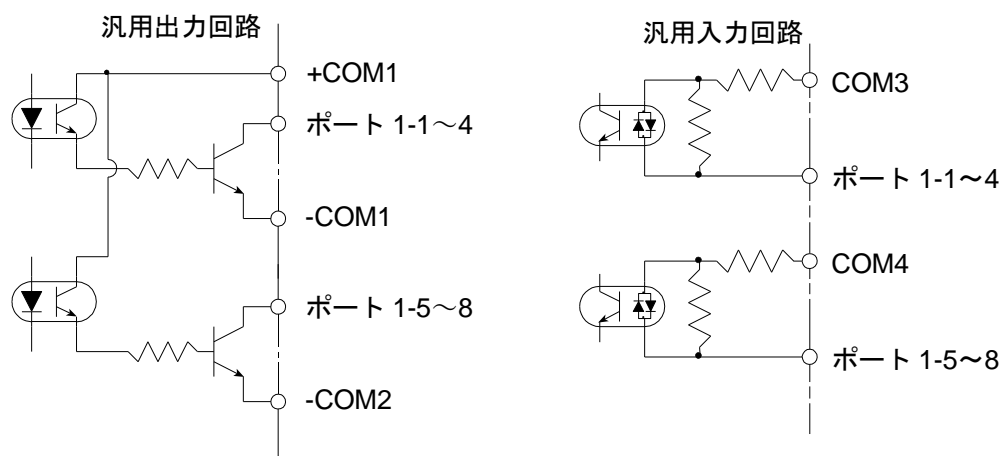 汎用出力回路
+COM1
ポート 1-1～4
-COM1
ポート 1-5～8
-COM2
汎用入力回路
COM3
ポート 1-1～4
COM4
ポート 1-5～8